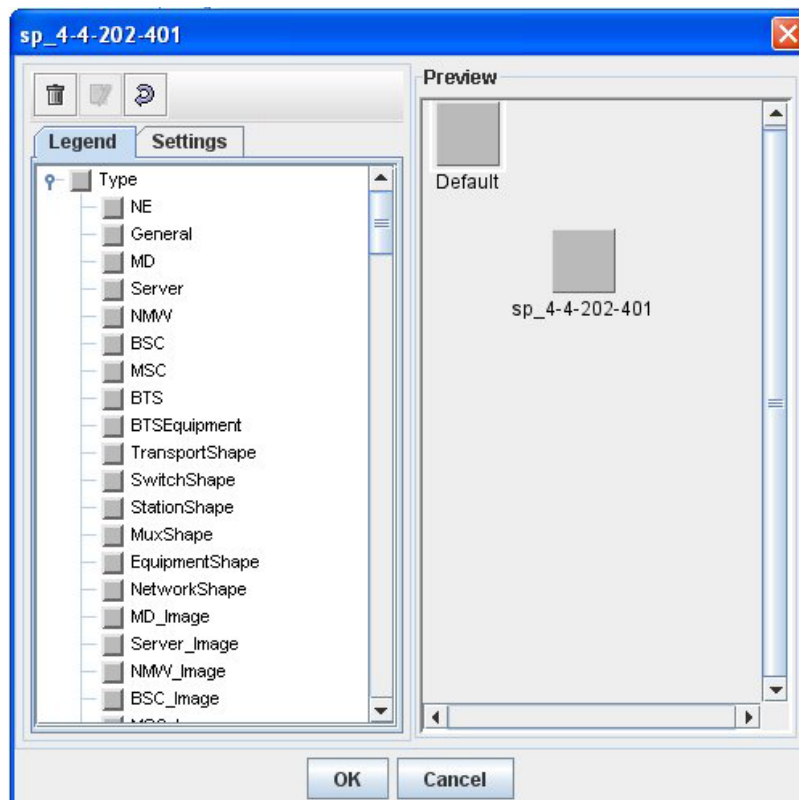 sp_4-4-202-401
Legend
Settings
Type
NE
General
MD
Server
NMW
BSC
MSC
BTS
BTSEquipment
TransportShape
SwitchShape
StationShape
MuxShape
EquipmentShape
NetworkShape
MD_Image
Server_Image
NMW_Image
BSC_Image
Preview
Default
sp_4-4-202-401
OK
Cancel